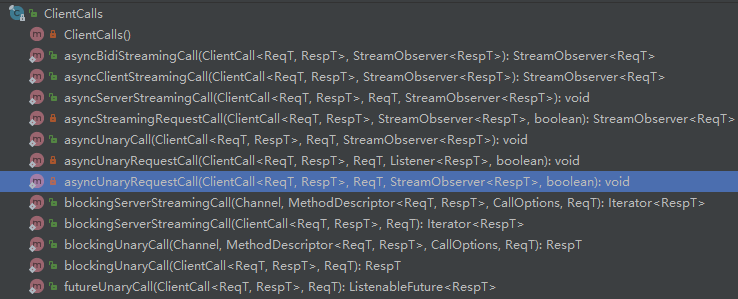 ClientCalls
ClientCalls()
asyncBidiStreamingCall(ClientCall<ReqT, RespT>, StreamObserver<RespT>): StreamObserver<ReqT>
asyncClientStreamingCall(ClientCall<ReqT, RespT>, StreamObserver<RespT>): StreamObserver<ReqT>
asyncServerStreamingCall(ClientCall<ReqT, RespT>, ReqT, StreamObserver<RespT>): void
asyncStreamingRequestCall(ClientCall<ReqT, RespT>, StreamObserver<RespT>, boolean): StreamObserver<ReqT>
asyncUnaryCall(ClientCall<ReqT, RespT>, ReqT, StreamObserver<RespT>): void
asyncUnaryRequestCall(ClientCall<ReqT, RespT>, ReqT, Listener<RespT>, boolean): void
asyncUnaryRequestCall(ClientCall<ReqT, RespT>, ReqT, StreamObserver<RespT>, boolean): void
blockingServerStreamingCall(Channel, MethodDescriptor<ReqT, RespT>, CallOptions, ReqT): Iterator<RespT>
blockingServerStreamingCall(ClientCall<ReqT, RespT>, ReqT): Iterator<RespT>
blockingUnaryCall(Channel, MethodDescriptor<ReqT, RespT>, CallOptions, ReqT): RespT
blockingUnaryCall(ClientCall<ReqT, RespT>, ReqT): RespT
futureUnaryCall(ClientCall<ReqT, RespT>, ReqT): ListenableFuture<RespT>